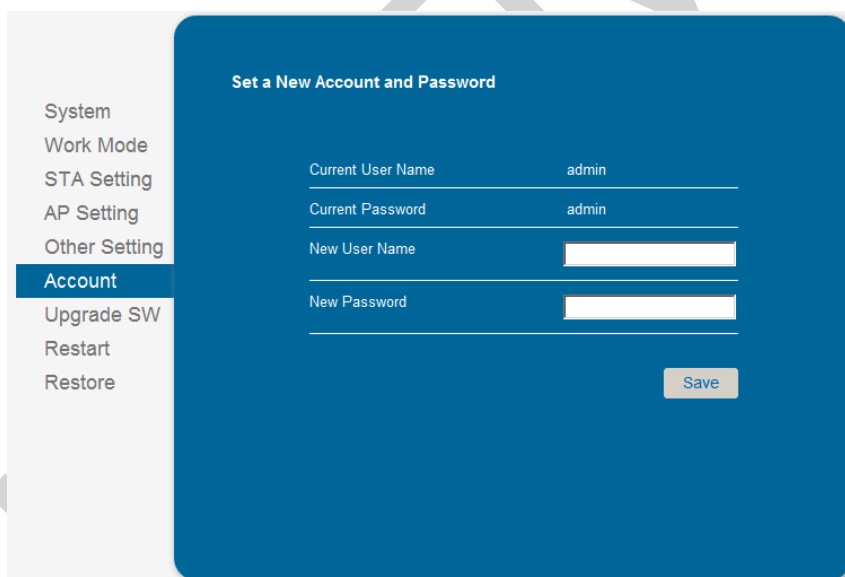 Set a New Account and Password
System
Work Mode
STA Setting
AP Setting
Other Setting
Account
Upgrade SW
Restart
Restore
Current User Name admin
Current Password admin
New User Name
New Password
Save